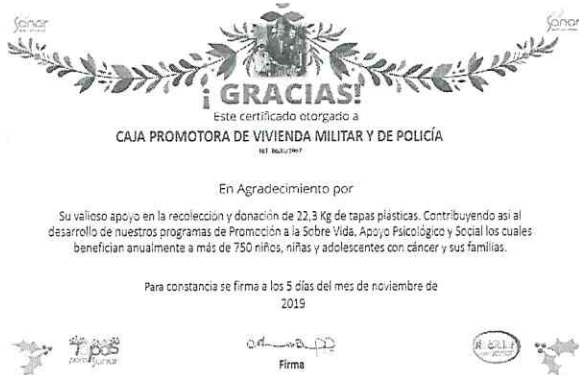 Sanar
Sanar
¡ GRACIAS!
Este certificado otorgado a
CAJA PROMOTORA DE VIVIENDA MILITAR Y DE POLICÍA
En Agradecimiento por
Su valioso apoyo en la recolección y donación de 22,3 Kg de tapas plásticas. Contribuyendo así al
desarrollo de nuestros programas de Promoción a la Sobre Vida, Apoyo Psicológico y Social los cuales
benefician anualmente a más de 750 niños, niñas y adolescentes con cáncer y sus familias.
Para constancia se firma a los 5 días del mes de noviembre de
2019
Tapas
para Sanar
Firma